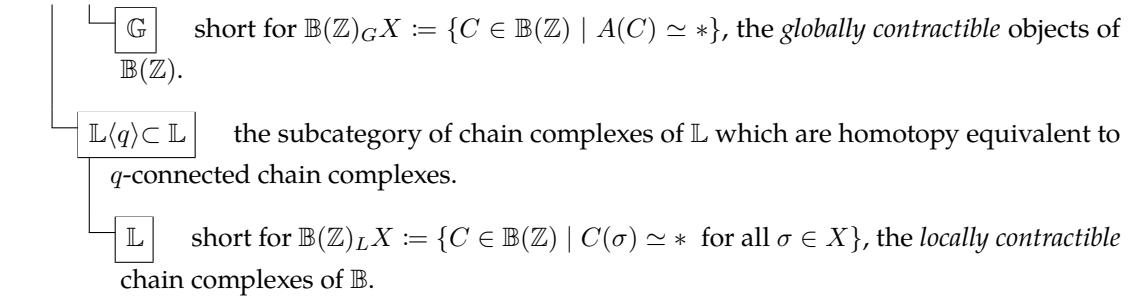 𝔾 short for 𝔹(ℤ)_G X ≔ {C ∈ 𝔹(ℤ) | A(C) ≃ ∗}, the globally contractible objects of
𝔹(ℤ).
𝕃⟨q⟩⊂ 𝕃 the subcategory of chain complexes of 𝕃 which are homotopy equivalent to
q-connected chain complexes.
𝕃 short for 𝔹(ℤ)_L X ≔ {C ∈ 𝔹(ℤ) | C(σ) ≃ ∗ for all σ ∈ X}, the locally contractible
chain complexes of 𝔹.